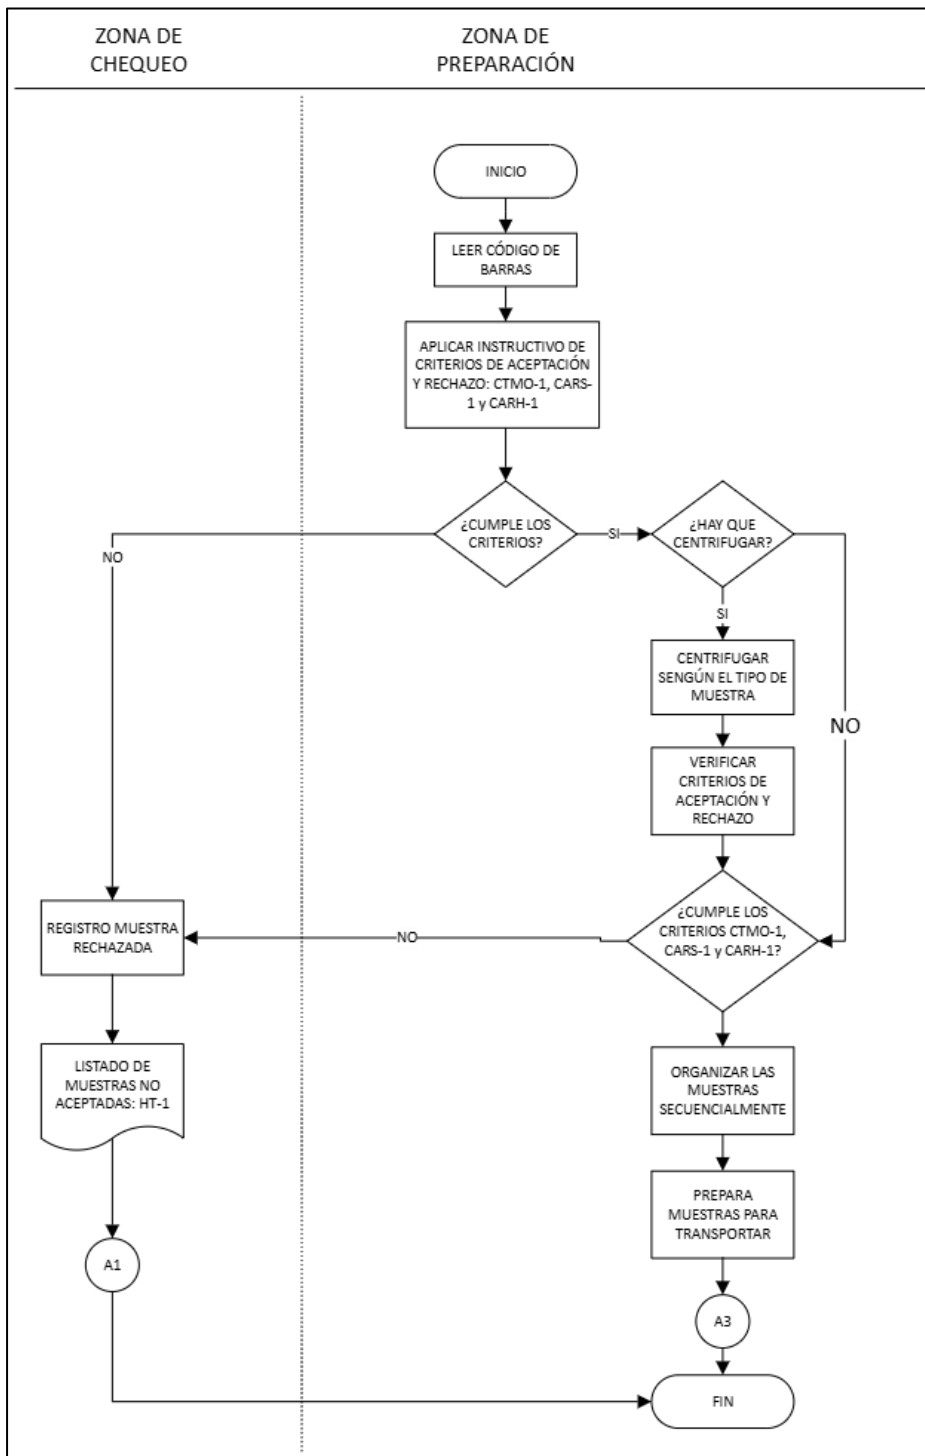 ZONA DE
CHEQUEO
ZONA DE
PREPARACIÓN
INICIO
LEER CÓDIGO DE
BARRAS
APLICAR INSTRUCTIVO DE
CRITERIOS DE ACEPTACIÓN
Y RECHAZO: CTMO-1, CARS-
1 y CARH-1
¿CUMPLE LOS
CRITERIOS?
SI
¿HAY QUE
CENTRIFUGAR?
NO
SI
CENTRIFUGAR
SENGÚN EL TIPO DE
MUESTRA
NO
VERIFICAR
CRITERIOS DE
ACEPTACIÓN Y
RECHAZO
¿CUMPLE LOS
CRITERIOS CTMO-1,
CARS-1 y CARH-1?
NO
REGISTRO MUESTRA
RECHAZADA
LISTADO DE
MUESTRAS NO
ACEPTADAS: HT-1
ORGANIZAR LAS
MUESTRAS
SECUENCIALMENTE
PREPARA
MUESTRAS PARA
TRANSPORTAR
A1
A3
FIN